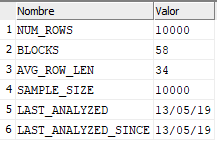 Nombre Valor
1 NUM_ROWS 10000
2 BLOCKS 58
3 AVG_ROW_LEN 34
4 SAMPLE_SIZE 10000
5 LAST_ANALYZED 13/05/19
6 LAST_ANALYZED_SINCE 13/05/19